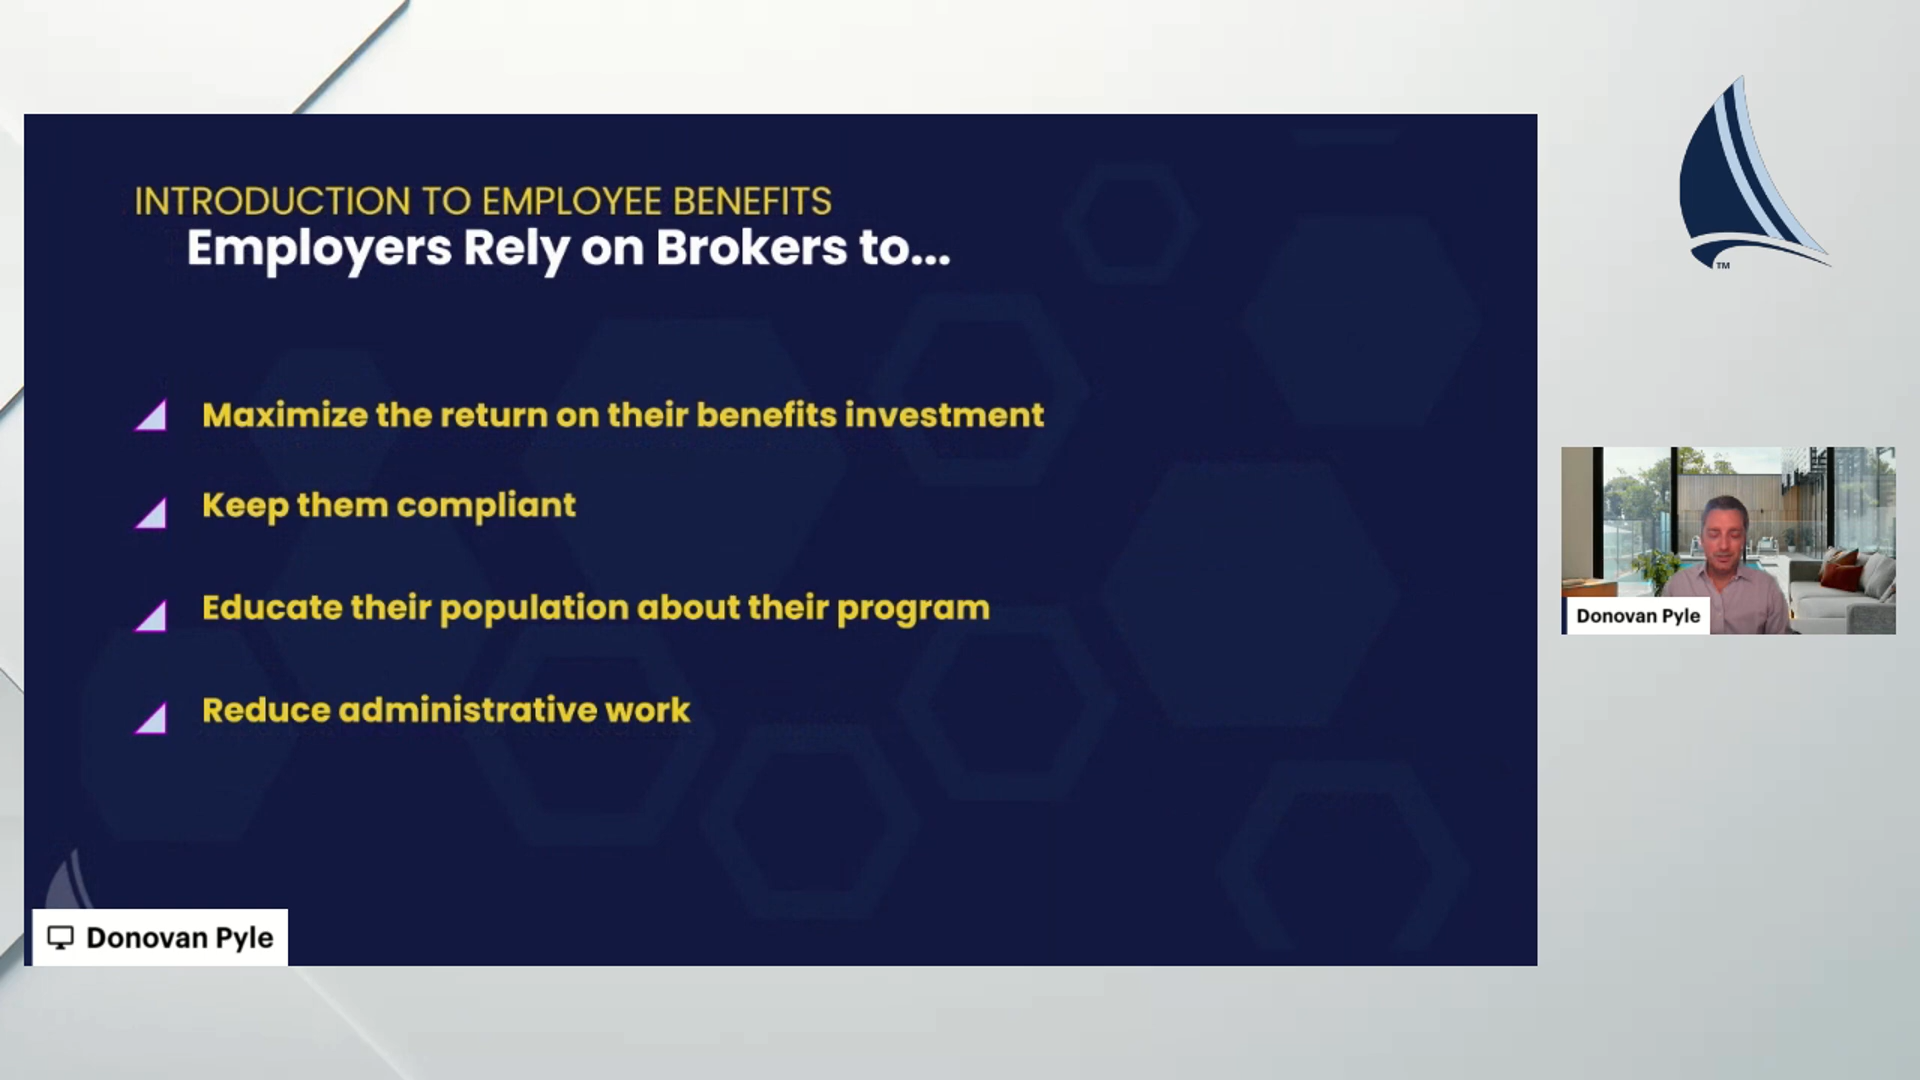 INTRODUCTION TO EMPLOYEE BENEFITS
Employers Rely on Brokers to...
Maximize the return on their benefits investment
Keep them compliant
Educate their population about their program
Reduce administrative work
Donovan Pyle
TM
Donovan Pyle